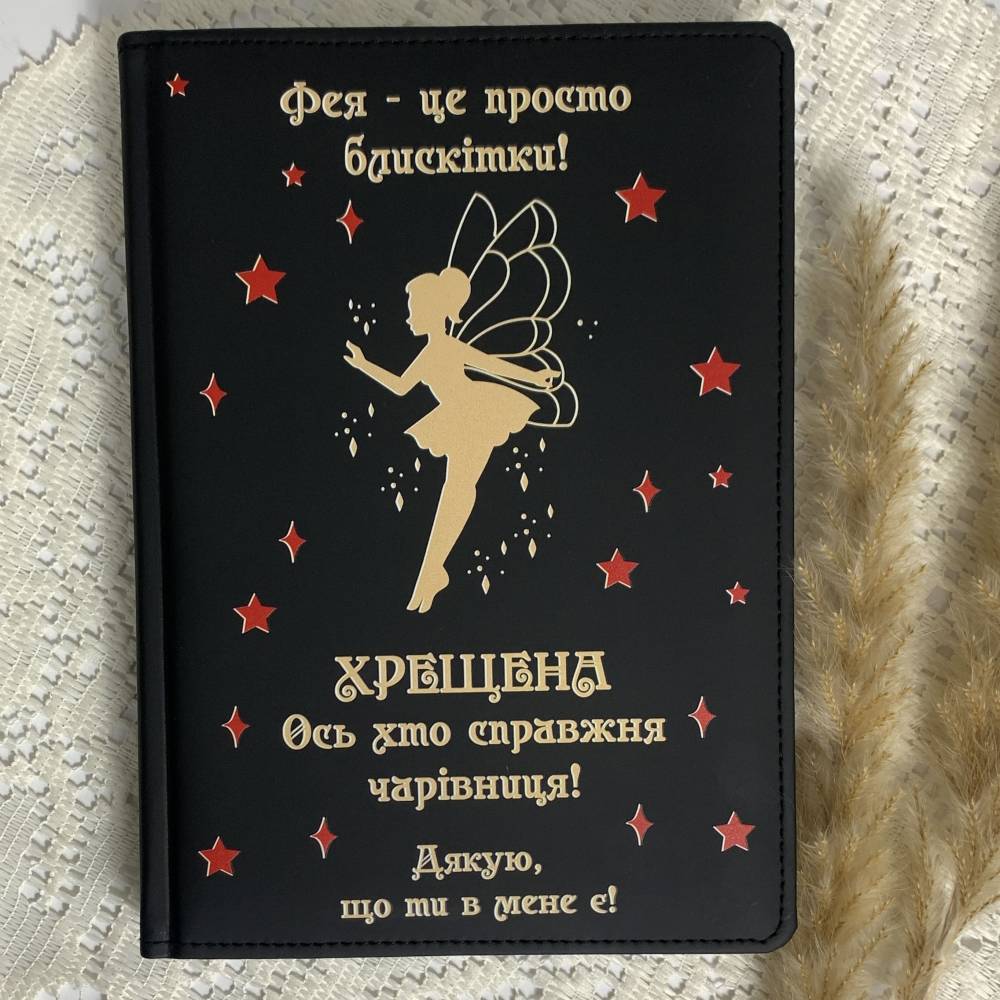 Фея - це просто
блискітки!
ХРЕЩЕНА
Ось хто справжня
чарівниця!
Дякую,
що ти в мене є!